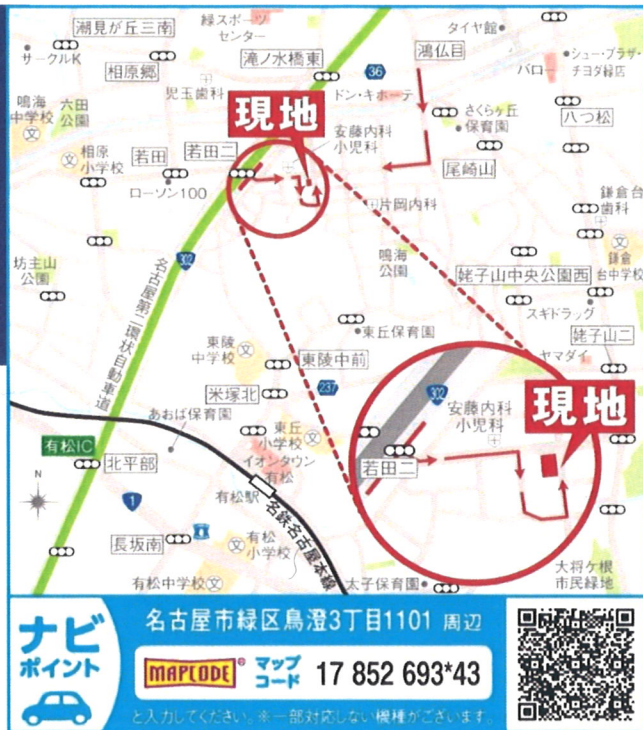 潮見が丘三南
緑スポーツ
センター
タイヤ館
鴻仏目
サークルK
相原郷
滝ノ水橋東
36
シュー・プラザ・
チヨダ緑店
バロー
児玉歯科
ドン・キホーテ
鳴海
中学校
六田
公園
現地
さくらヶ丘
保育園
八つ松
安藤内科
小児科
相原
小学校
若田
若田二
尾崎山
ローソン100
片岡内科
鎌倉台
歯科
坊主山
公園
302
鳴海
公園
姥子山中央公園西
鎌倉
台中学校
名古屋第二環状自動車道
スギドラッグ
東丘保育園
姥子山二
東陵
中学校
東陵中前
ヤマダイ
237
302
米塚北
安藤内科
小児科
現地
あおば保育園
東丘
小学校
有松IC
北平部
イオンタウン
有松
若田二
N
有松駅
1
名鉄名古屋本線
長坂南
有松
小学校
有松中学校
太子保育園
大将ケ根
市民緑地
ナビ
ポイント
名古屋市緑区鳥澄3丁目1101 周辺
MAPCODE® マップ
コード 17 852 693*43
と入力してください。※一部対応しない機種がございます。